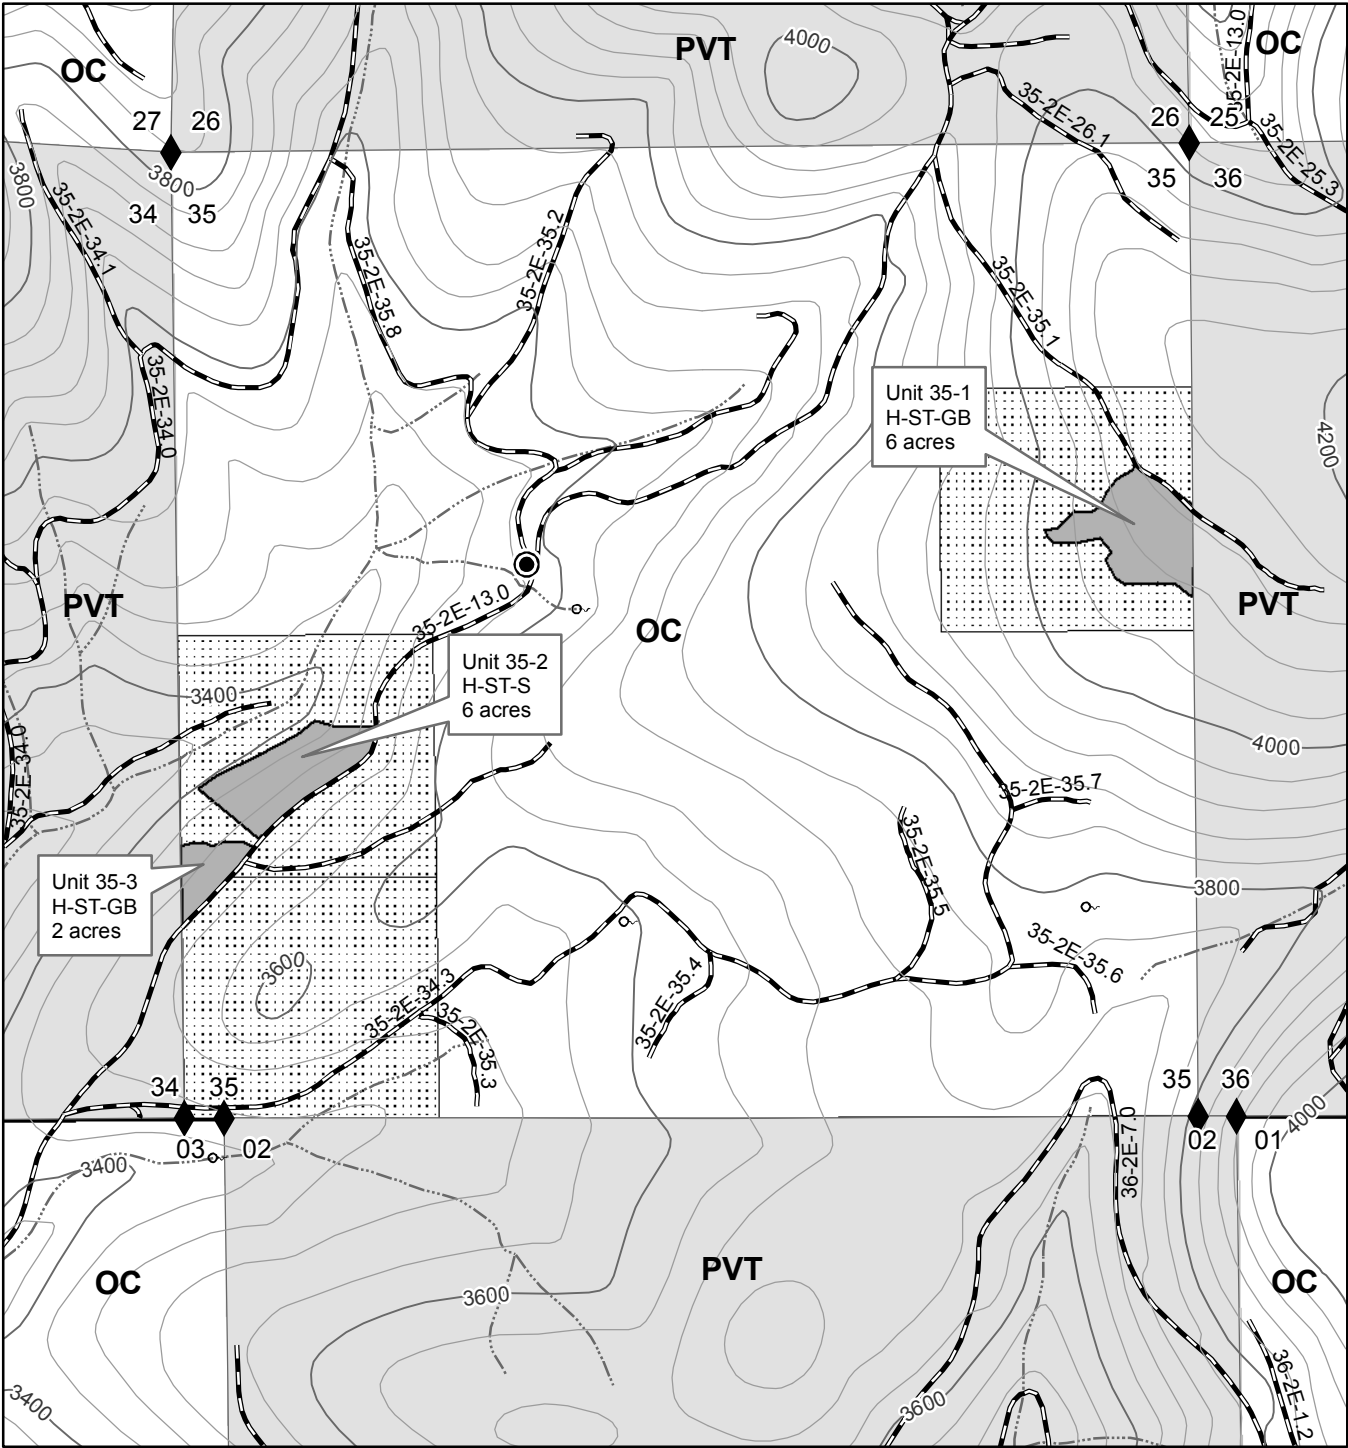 PVT
4000
OC
OC
35-2E-13.0
27
26
26
25
35-2E-26.1
35-2E-25.3
3800
3800
34
35
35
36
35-2E-34.1
35-2E-35.8
35-2E-35.2
35-2E-35.1
35-2E-34.0
Unit 35-1
H-ST-GB
6 acres
4200
PVT
35-2E-13.0
OC
PVT
Unit 35-2
H-ST-S
6 acres
3400
35-2E-34.0
4000
35-2E-35.7
35-2E-35.5
Unit 35-3
H-ST-GB
2 acres
3800
35-2E-35.6
3600
35-2E-34.3
35-2E-35.4
35-2E-35.3
34
35
35
36
03
02
02
01
4000
3400
36-2E-7.0
OC
PVT
OC
3600
3600
3400
36-2E-1.2